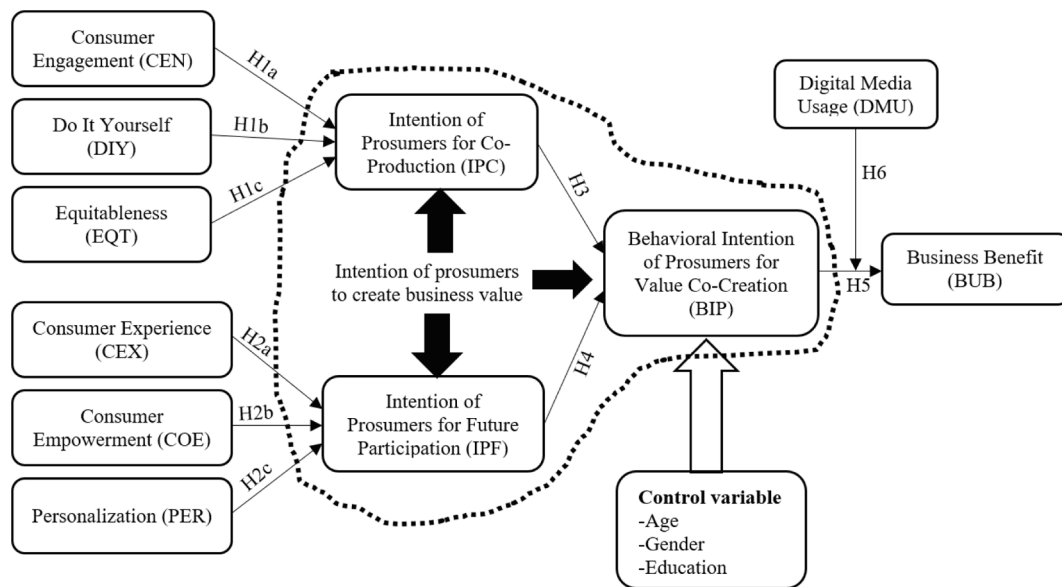 Consumer
Engagement (CEN)
H1a
Do It Yourself
(DIY)
H1b
Equitableness
(EQT)
H1c
Intention of
Prosumers for Co-
Production (IPC)
H3
Digital Media
Usage (DMU)
H6
Intention of prosumers
to create business value
Behavioral Intention
of Prosumers for
Value Co-Creation
(BIP)
H5
Business Benefit
(BUB)
Consumer Experience
(CEX)
H2a
Consumer
Empowerment (COE)
H2b
Personalization (PER)
H2c
Intention of
Prosumers for Future
Participation (IPF)
H4
Control variable
-Age
-Gender
-Education